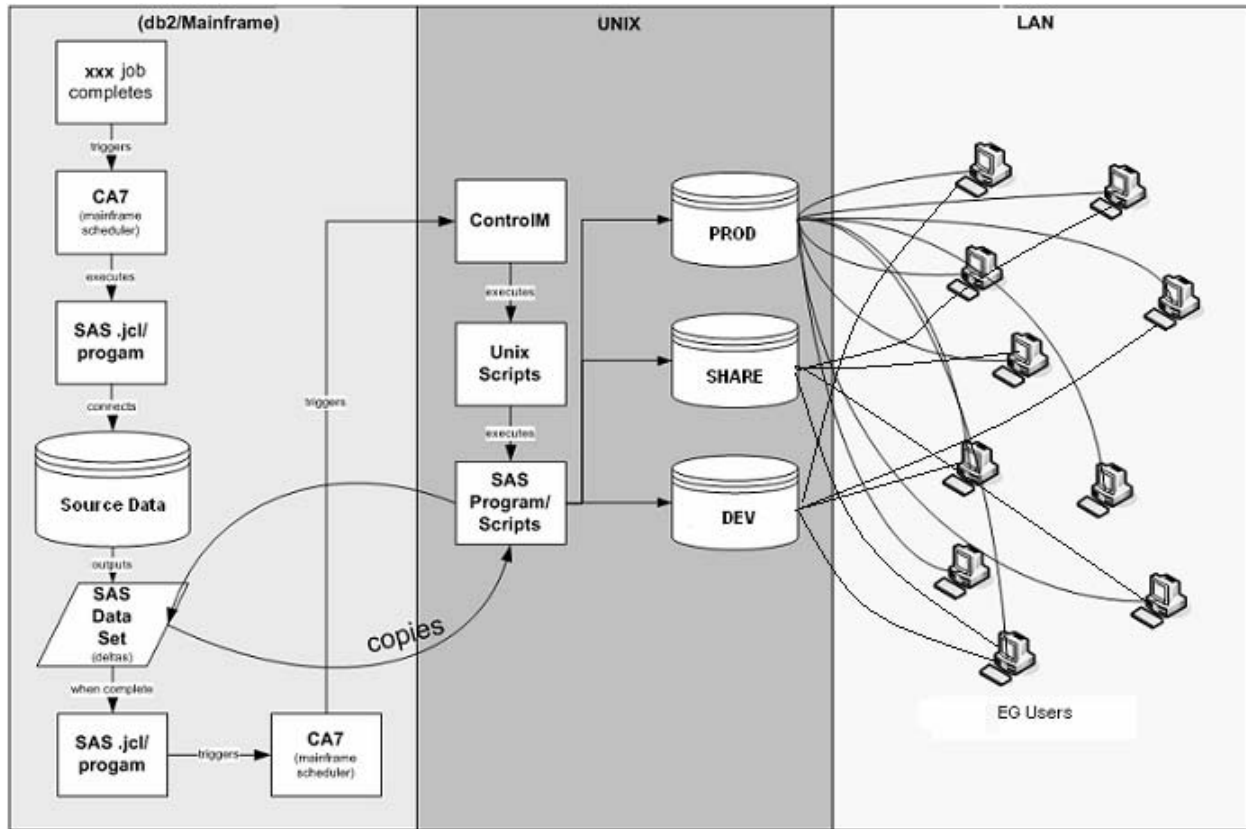 (db2/Mainframe)
UNIX
LAN
xxx job
completes
triggers
CA7
(mainframe
scheduler)
executes
SAS .jcl/
progam
connects
Source Data
outputs
SAS
Data
Set
(deltas)
when complete
SAS .jcl/
progam
triggers
CA7
(mainframe
scheduler)
triggers
copies
ControlM
executes
Unix
Scripts
executes
SAS
Program/
Scripts
PROD
SHARE
DEV
EG Users